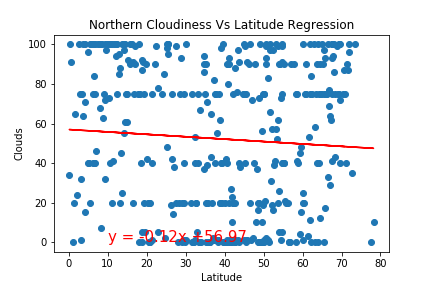 Northern Cloudiness Vs Latitude Regression
100
80
60
40
20
0
Clouds
y = -0.12x +56.97
0 10 20 30 40 50 60 70 80
Latitude